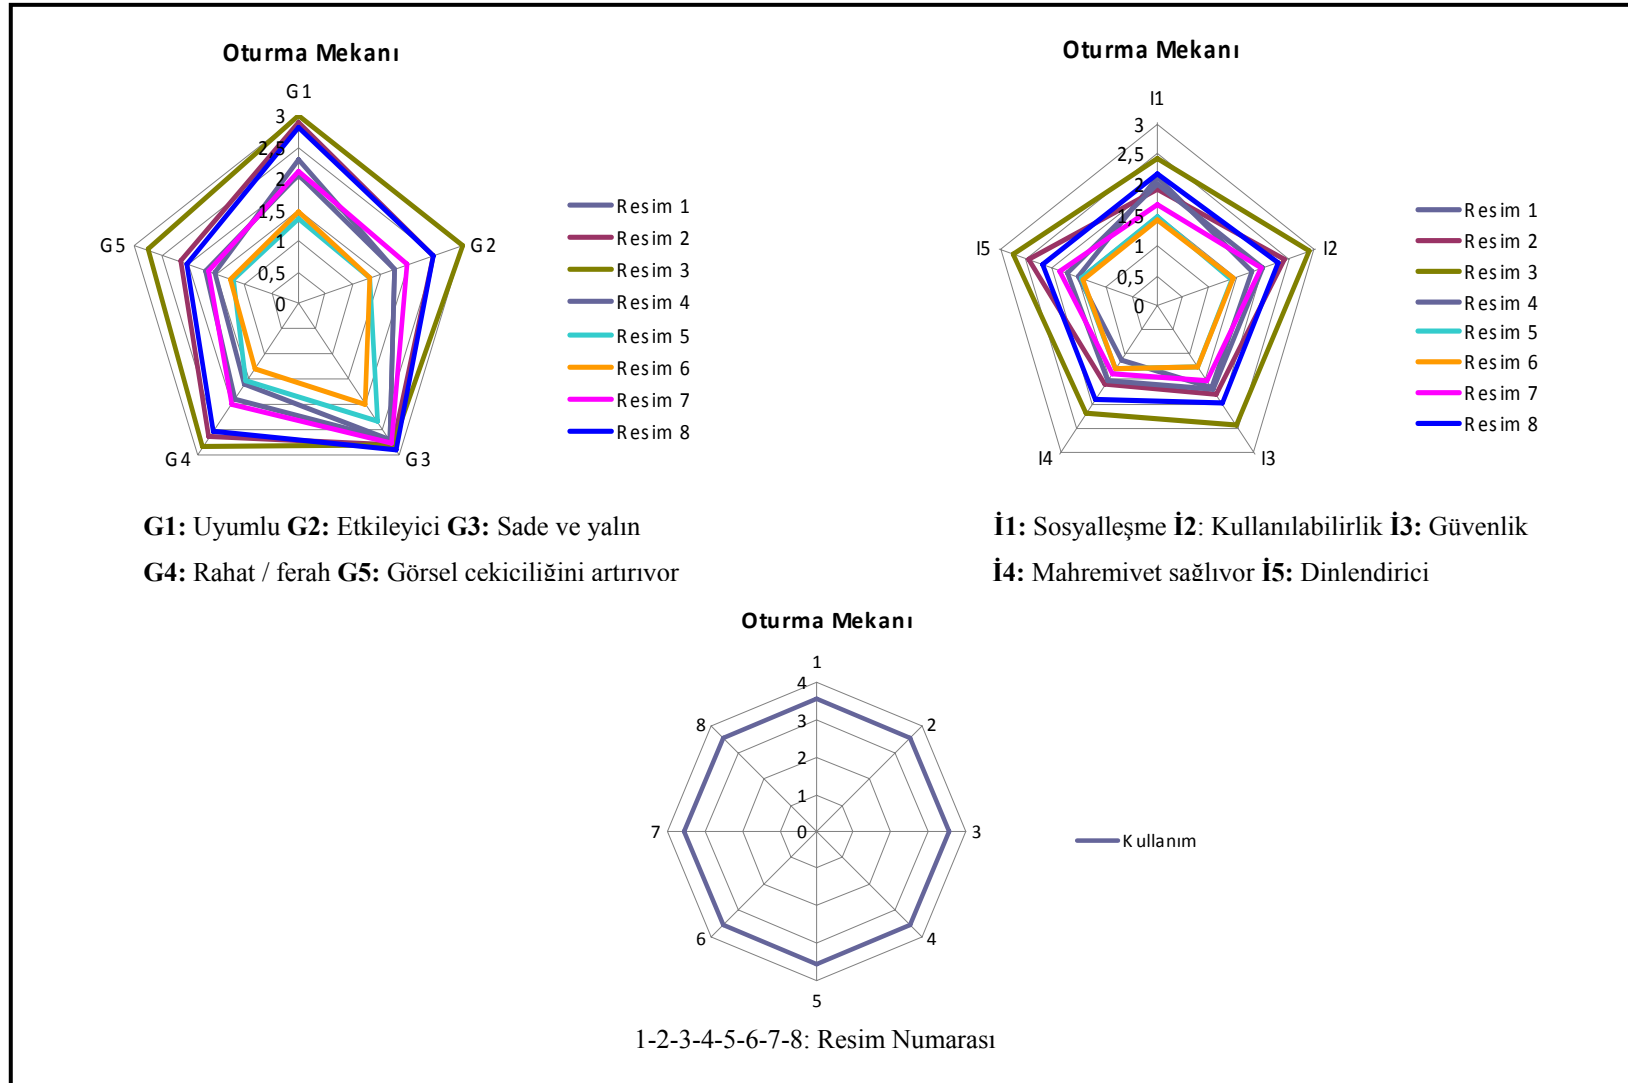 Oturma Mekanı
G1
3
2,5
2
1,5
1
0,5
0
G2
G3
G4
G5
Resim 1
Resim 2
Resim 3
Resim 4
Resim 5
Resim 6
Resim 7
Resim 8
G1: Uyumlu G2: Etkileyici G3: Sade ve yalın
G4: Rahat / ferah G5: Görsel çekiciliğini artırıyor
Oturma Mekanı
I1
3
2,5
2
1,5
1
0,5
0
I2
I3
I4
I5
Resim 1
Resim 2
Resim 3
Resim 4
Resim 5
Resim 6
Resim 7
Resim 8
İ1: Sosyalleşme İ2: Kullanılabilirlik İ3: Güvenlik
İ4: Mahremiyet sağlıyor İ5: Dinlendirici
Oturma Mekanı
1
4
3
2
1
0
2
3
4
5
6
7
8
Kullanım
1-2-3-4-5-6-7-8: Resim Numarası